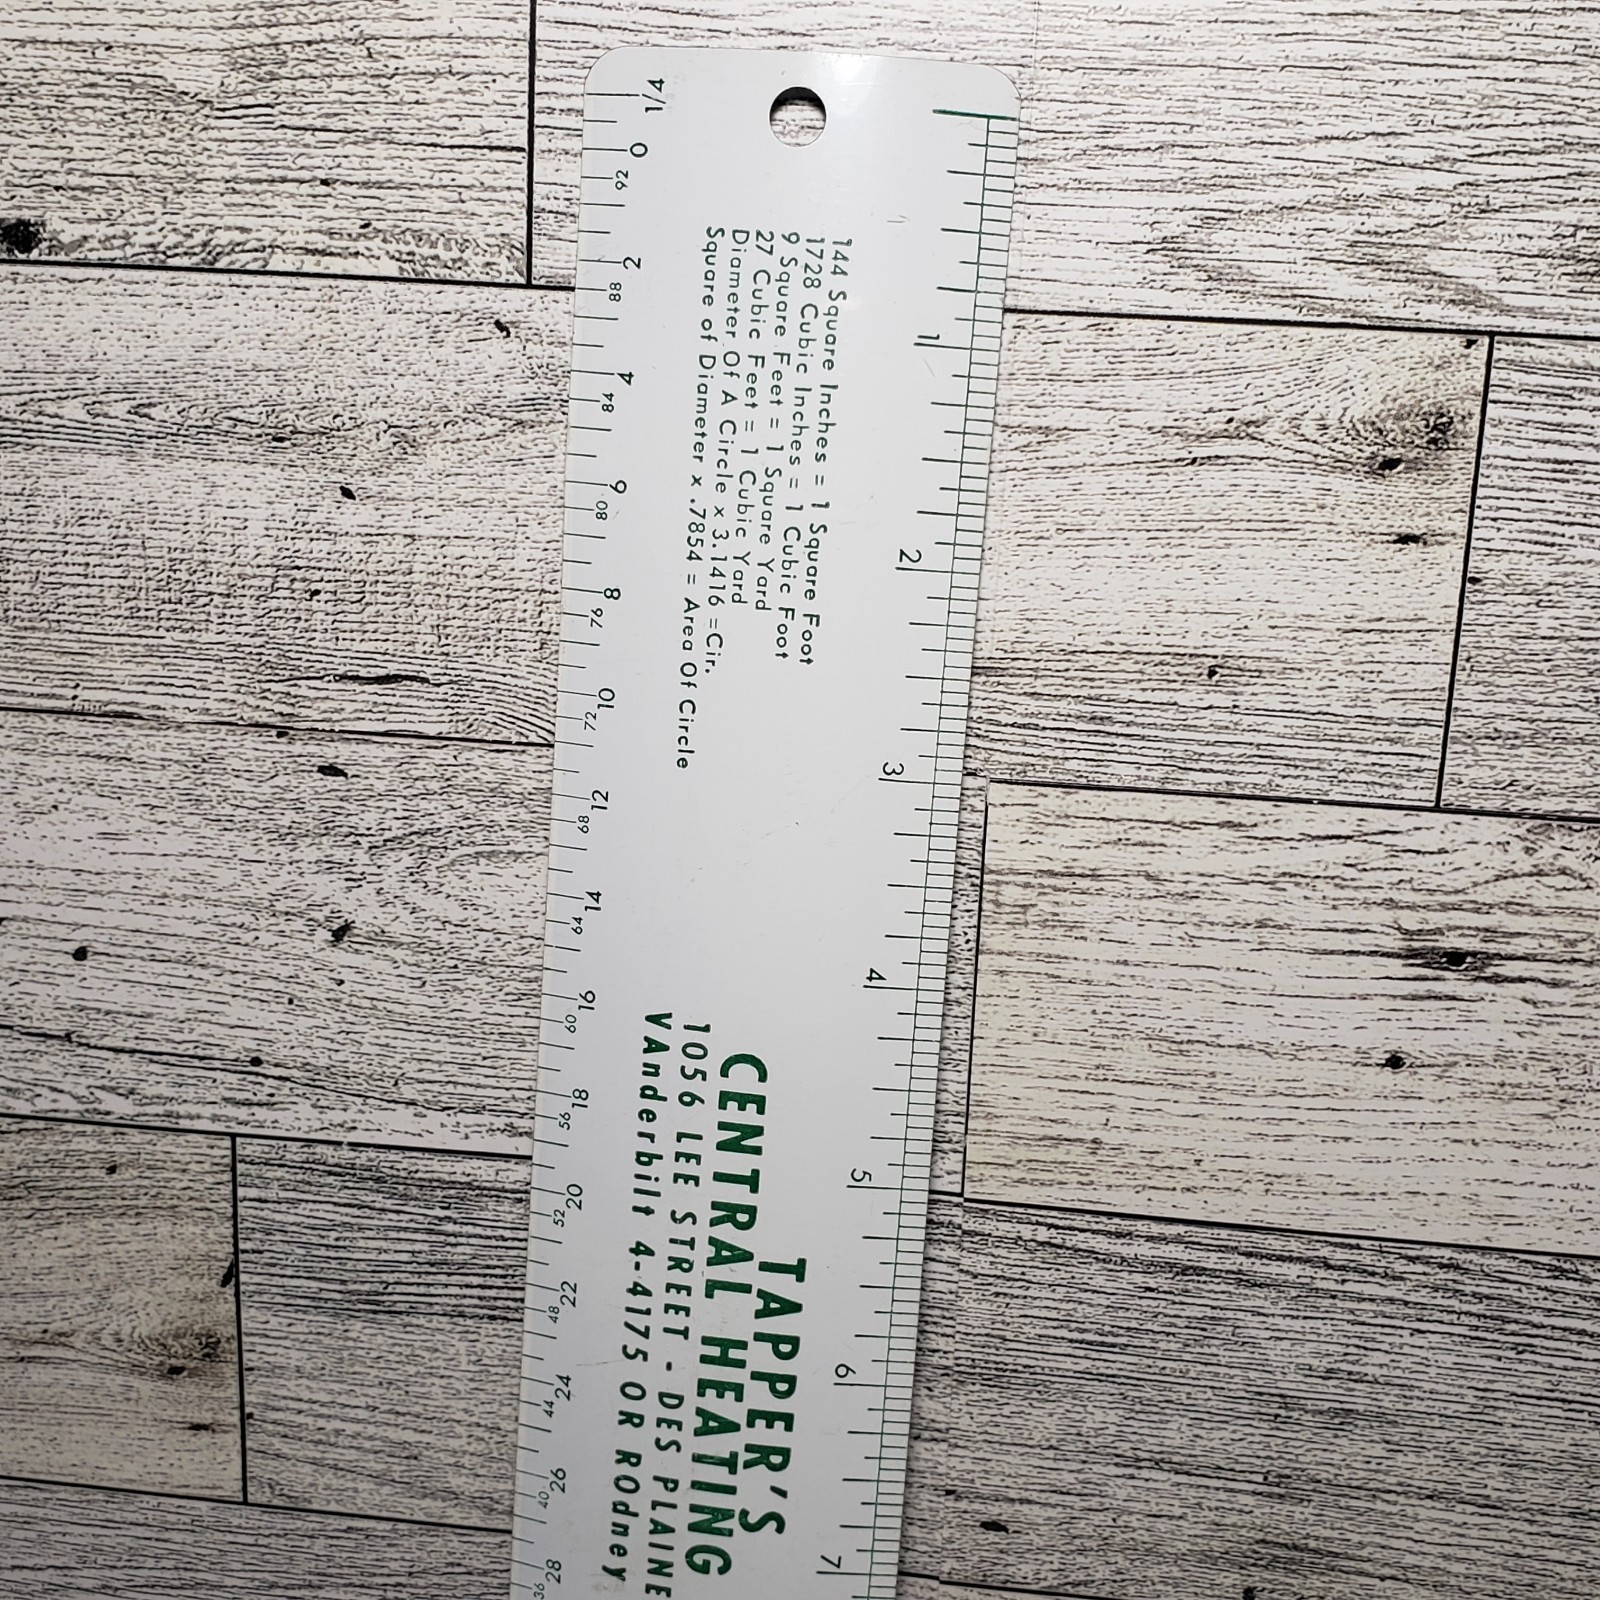 144 Square Inches = 1 Square Foot
1728 Cubic Inches = 1 Cubic Foot
9 Square Feet = 1 Square Yard
27 Cubic Feet = 1 Cubic Yard
Diameter Of A Circle x 3.1416 =Cir.
Square of Diameter x .7854 = Area Of Circle
TAPPER'S
CENTRAL HEATING
1056 LEE STREET - DES PLAINE
VAnderbilt 4-4175 OR ROdney
1 2 3 4 5 6 7
1/4 0 2 4 6 8 10 12 14 16 18 20 22 24 26 28
92 88 84 80 76 72 68 64 60 56 52 48 44 40 36